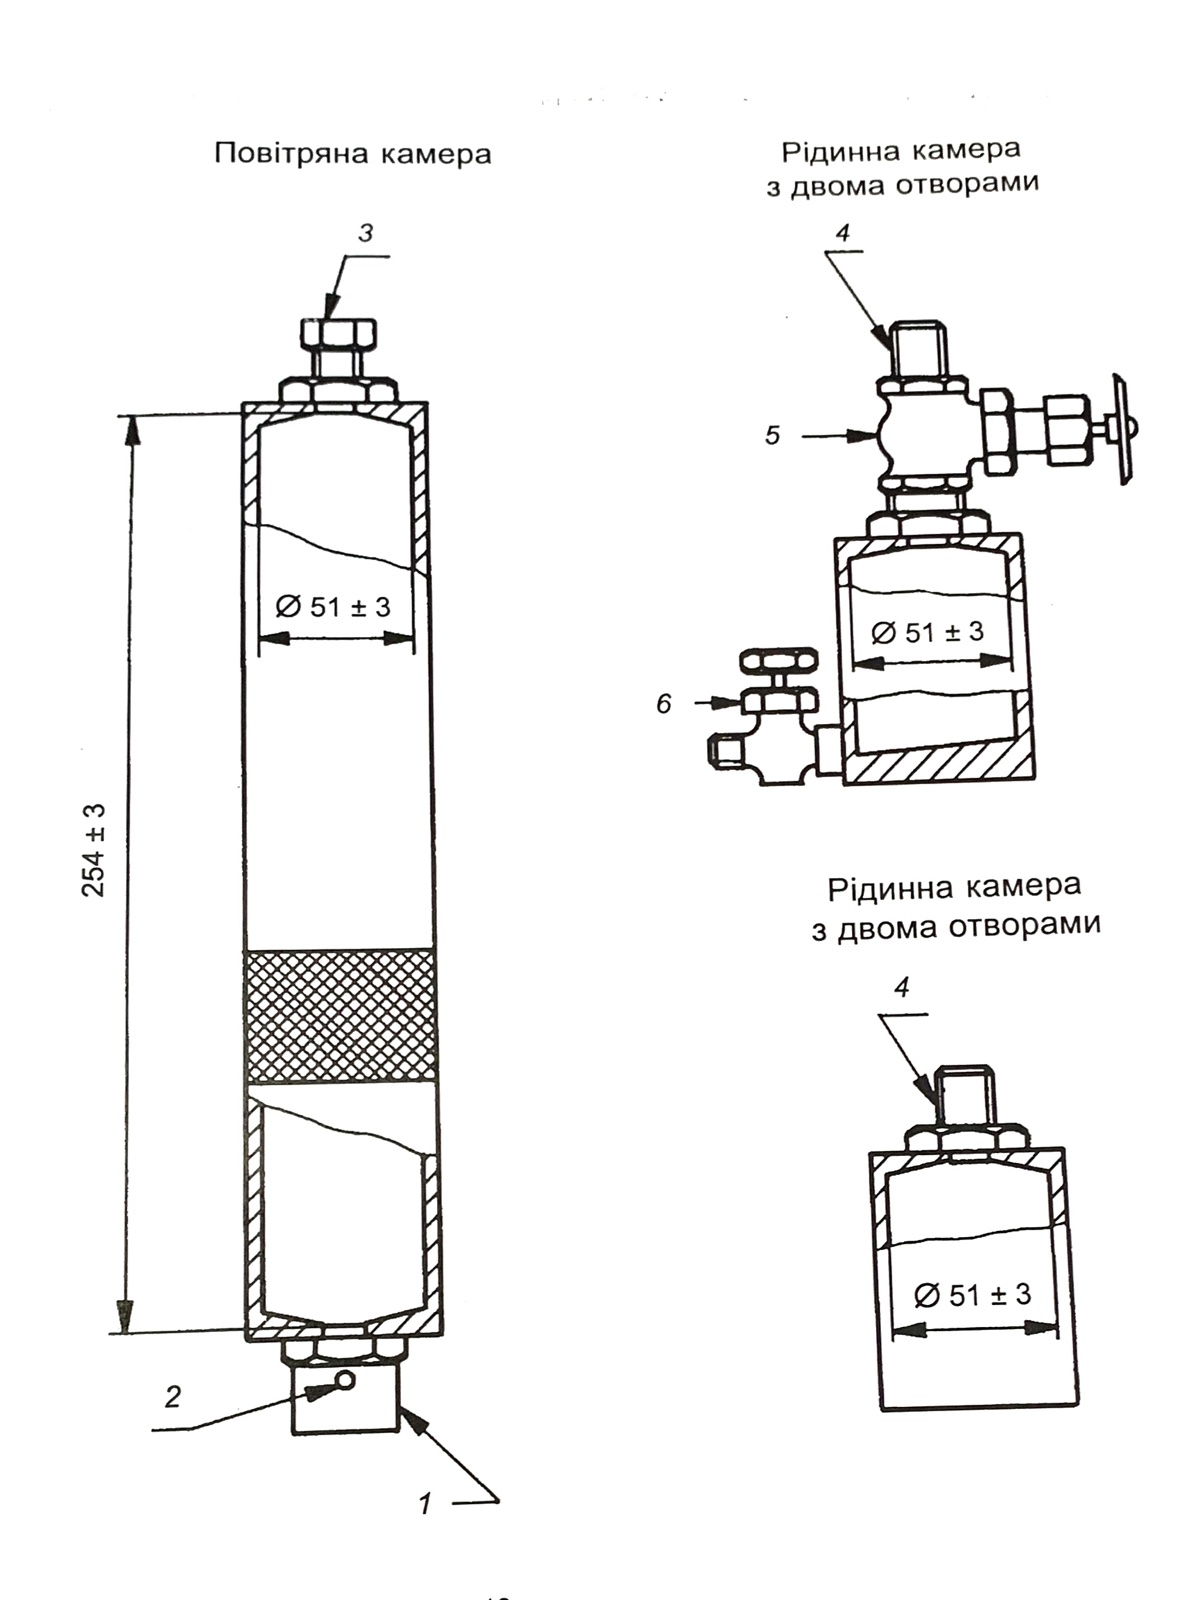 Повітряна камера
Рідинна камера
з двома отворами
3
4
5
⌀ 51 ± 3
⌀ 51 ± 3
6
254 ± 3
Рідинна камера
з двома отворами
4
⌀ 51 ± 3
2
1